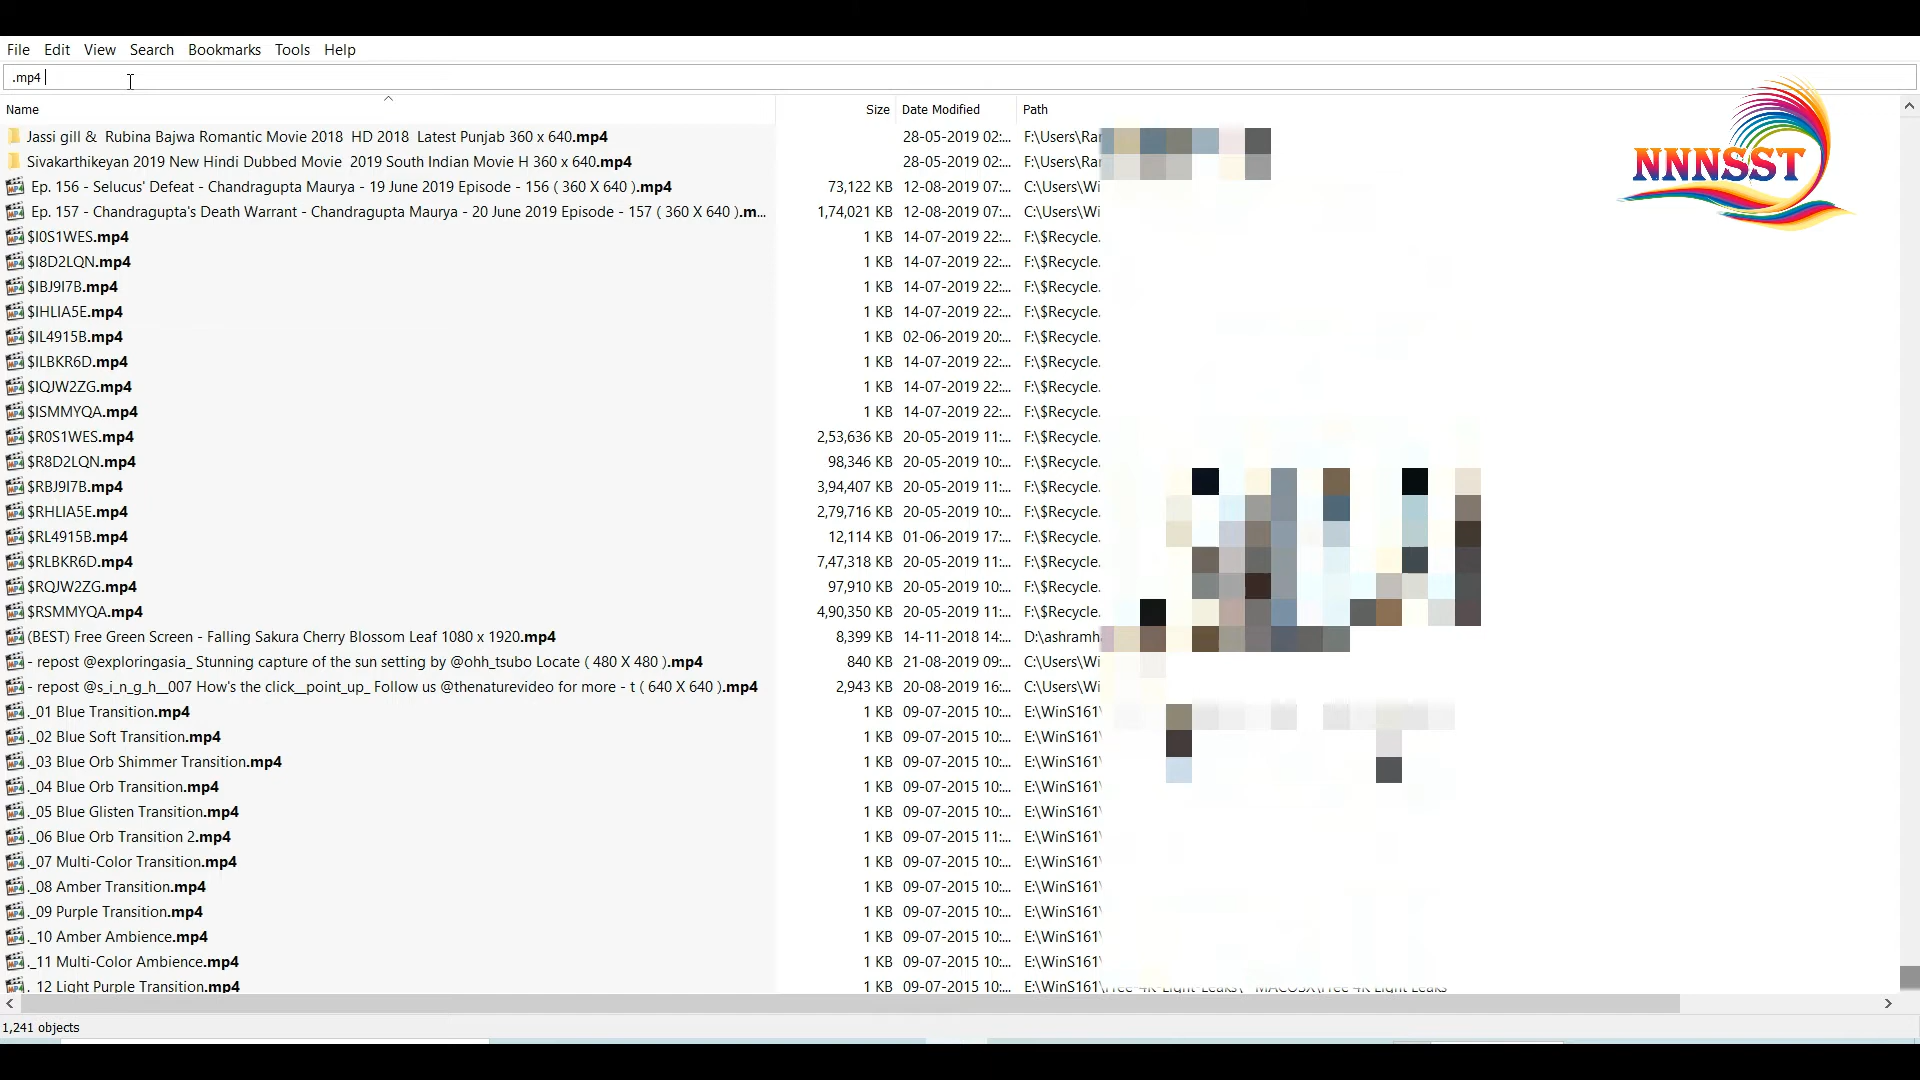 File Edit View Search Bookmarks Tools Help
.mp4
NNNSST
Name Size Date Modified Path
Jassi gill & Rubina Bajwa Romantic Movie 2018 HD 2018 Latest Punjab 360 x 640.mp4 28-05-2019 02:... F:\Users\Rar
Sivakarthikeyan 2019 New Hindi Dubbed Movie 2019 South Indian Movie H 360 x 640.mp4 28-05-2019 02:... F:\Users\Rar
Ep. 156 - Selucus' Defeat - Chandragupta Maurya - 19 June 2019 Episode - 156 ( 360 X 640 ).mp4 73,122 KB 12-08-2019 07:... C:\Users\Wi
Ep. 157 - Chandragupta's Death Warrant - Chandragupta Maurya - 20 June 2019 Episode - 157 ( 360 X 640 ).m... 1,74,021 KB 12-08-2019 07:... C:\Users\Wi
$I0S1WES.mp4 1 KB 14-07-2019 22:... F:\$Recycle.
$I8D2LQN.mp4 1 KB 14-07-2019 22:... F:\$Recycle.
$IBJ9I7B.mp4 1 KB 14-07-2019 22:... F:\$Recycle.
$IHLIA5E.mp4 1 KB 14-07-2019 22:... F:\$Recycle.
$IL4915B.mp4 1 KB 02-06-2019 20:... F:\$Recycle.
$ILBKR6D.mp4 1 KB 14-07-2019 22:... F:\$Recycle.
$IQJW2ZG.mp4 1 KB 14-07-2019 22:... F:\$Recycle.
$ISMMYQA.mp4 1 KB 14-07-2019 22:... F:\$Recycle.
$R0S1WES.mp4 2,53,636 KB 20-05-2019 11:... F:\$Recycle.
$R8D2LQN.mp4 98,346 KB 20-05-2019 10:... F:\$Recycle.
$RBJ9I7B.mp4 3,94,407 KB 20-05-2019 11:... F:\$Recycle.
$RHLIA5E.mp4 2,79,716 KB 20-05-2019 10:... F:\$Recycle.
$RL4915B.mp4 12,114 KB 01-06-2019 17:... F:\$Recycle.
$RLBKR6D.mp4 7,47,318 KB 20-05-2019 11:... F:\$Recycle.
$RQJW2ZG.mp4 97,910 KB 20-05-2019 10:... F:\$Recycle.
$RSMMYQA.mp4 4,90,350 KB 20-05-2019 11:... F:\$Recycle.
(BEST) Free Green Screen - Falling Sakura Cherry Blossom Leaf 1080 x 1920.mp4 8,399 KB 14-11-2018 14:... D:\ashramh
- repost @exploringasia_ Stunning capture of the sun setting by @ohh_tsubo Locate ( 480 X 480 ).mp4 840 KB 21-08-2019 09:... C:\Users\Wi
- repost @s_i_n_g_h__007 How's the click__point_up_ Follow us @thenaturevideo for more - t ( 640 X 640 ).mp4 2,943 KB 20-08-2019 16:... C:\Users\Wi
._01 Blue Transition.mp4 1 KB 09-07-2015 10:... E:\WinS161\
._02 Blue Soft Transition.mp4 1 KB 09-07-2015 10:... E:\WinS161\
._03 Blue Orb Shimmer Transition.mp4 1 KB 09-07-2015 10:... E:\WinS161\
._04 Blue Orb Transition.mp4 1 KB 09-07-2015 10:... E:\WinS161\
._05 Blue Glisten Transition.mp4 1 KB 09-07-2015 10:... E:\WinS161\
._06 Blue Orb Transition 2.mp4 1 KB 09-07-2015 11:... E:\WinS161\
._07 Multi-Color Transition.mp4 1 KB 09-07-2015 10:... E:\WinS161\
._08 Amber Transition.mp4 1 KB 09-07-2015 10:... E:\WinS161\
._09 Purple Transition.mp4 1 KB 09-07-2015 10:... E:\WinS161\
._10 Amber Ambience.mp4 1 KB 09-07-2015 10:... E:\WinS161\
._11 Multi-Color Ambience.mp4 1 KB 09-07-2015 10:... E:\WinS161\
._12 Light Purple Transition.mp4 1 KB 09-07-2015 10:... E:\WinS161\Free-4K-Light-Leaks\__MACOSX\Free 4K Light Leaks
1,241 objects